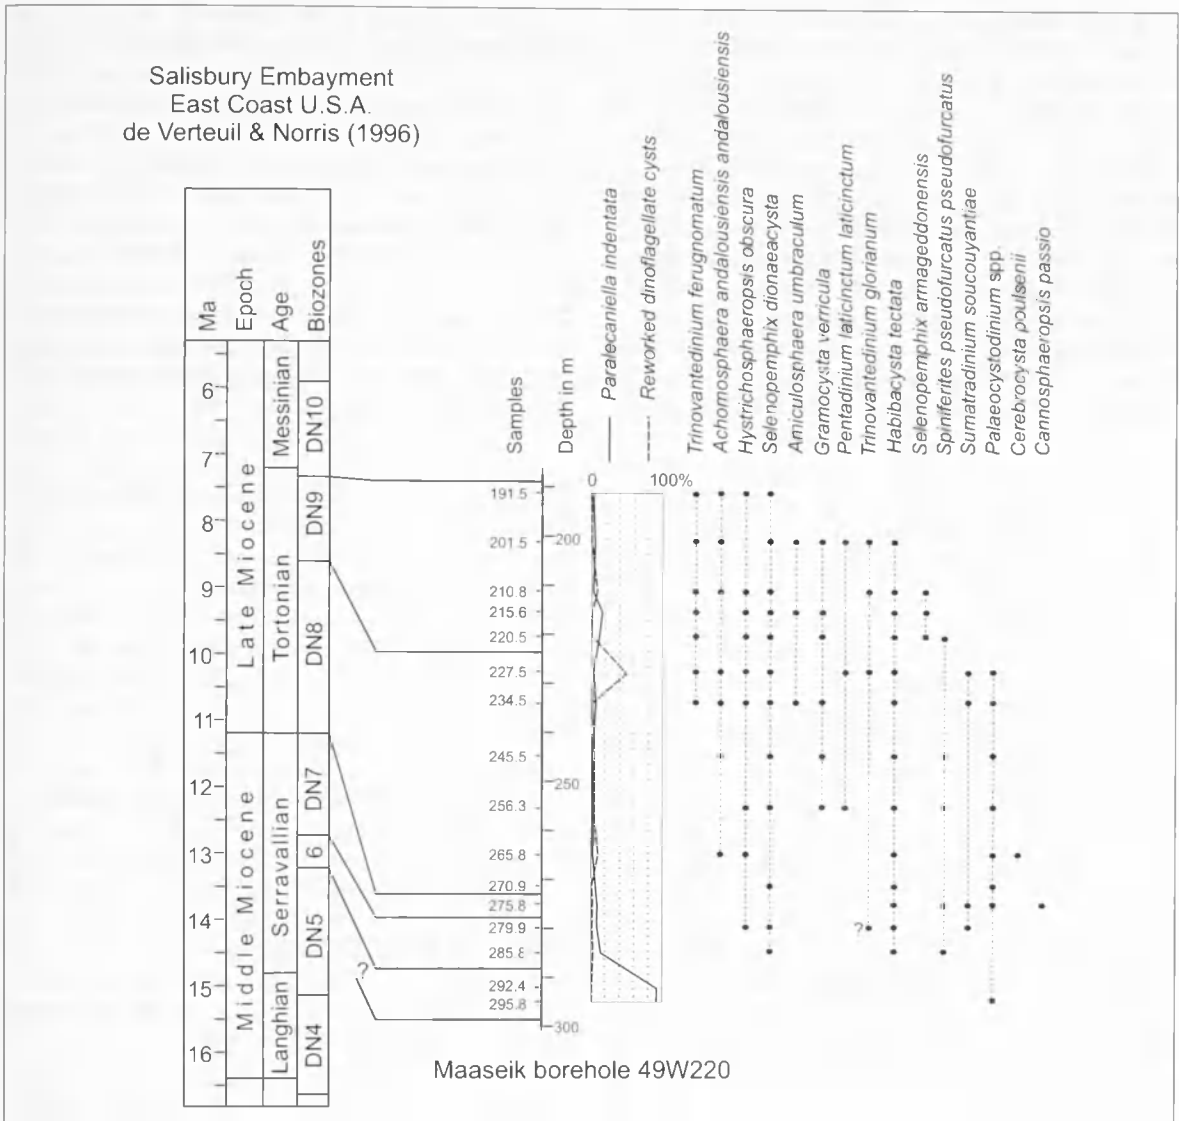 Salisbury Embayment
East Coast U.S.A.
de Verteuil & Norris (1996)
Ma
Epoch
Age
Biozones
6
7
8
9
10
11
12
13
14
15
16
Late Miocene
Middle Miocene
Messinian
Tortonian
Serravallian
Langhian
DN10
DN9
DN8
DN7
6
DN5
DN4
?
Samples
Depth in m
Paralecaniella indentata
Reworked dinoflagellate cysts
0
100%
Trinovantedinium ferugnomatum
Achomosphaera andalousiensis andalousiensis
Hystrichosphaeropsis obscura
Selenopemphix dionaeacysta
Amiculosphaera umbraculum
Gramocysta verricula
Pentadinium laticinctum laticinctum
Trinovantedinium glorianum
Habibacysta tectata
Selenopemphix armageddonensis
Spiniferites pseudofurcatus pseudofurcatus
Sumatradinium soucouyantiae
Palaeocystodinium spp.
Cerebrocysta poulsenii
Cannosphaeropsis passio
191.5
201.5
210.8
215.6
220.5
227.5
234.5
245.5
256.3
265.8
270.9
275.8
279.9
285.8
292.4
295.8
200
250
300
?
Maaseik borehole 49W220